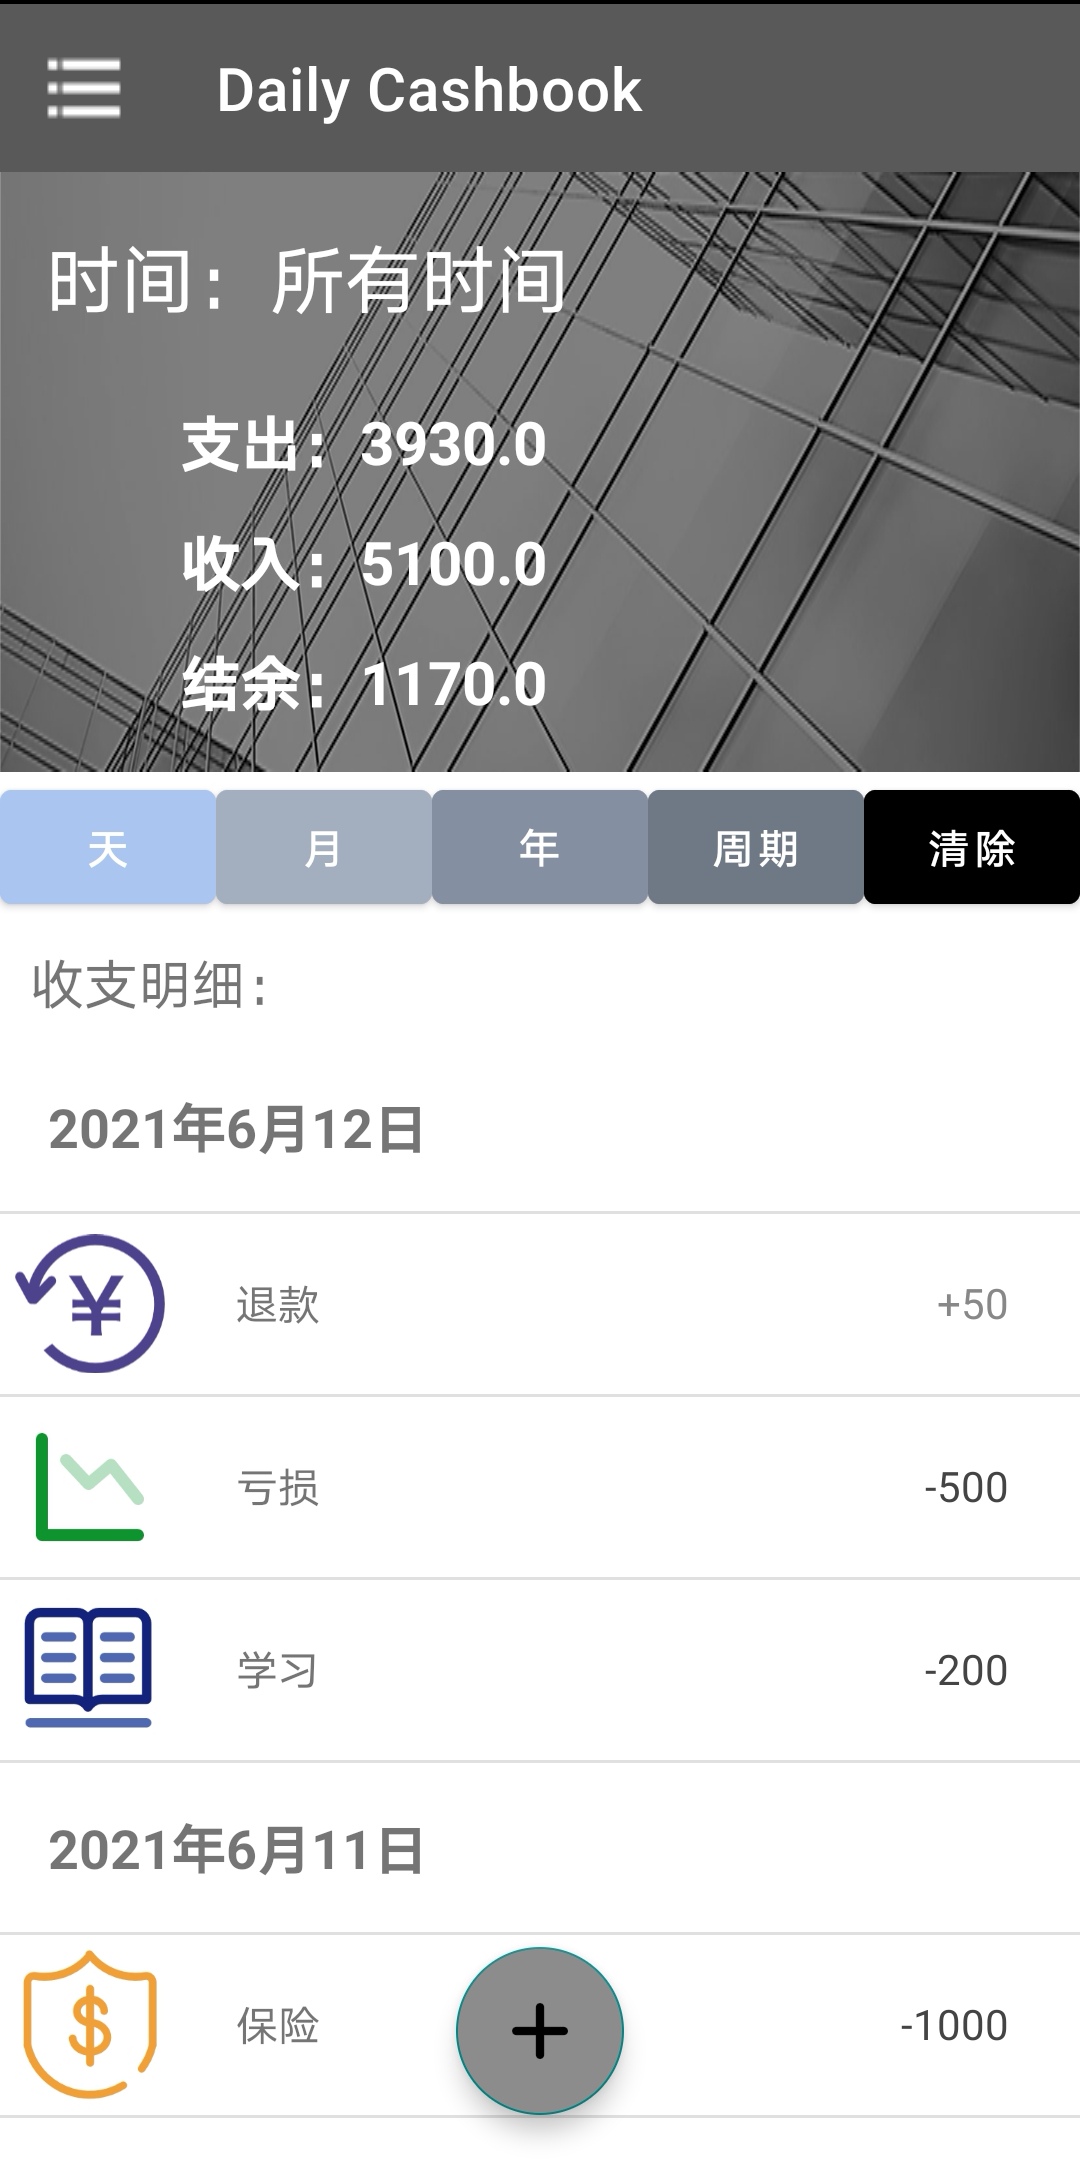 Daily Cashbook
时间：所有时间
支出：3930.0
收入：5100.0
结余：1170.0
天 月 年 周期 清除
收支明细：
2021年6月12日
¥ 退款 +50
亏损 -500
学习 -200
2021年6月11日
$ 保险 + -1000